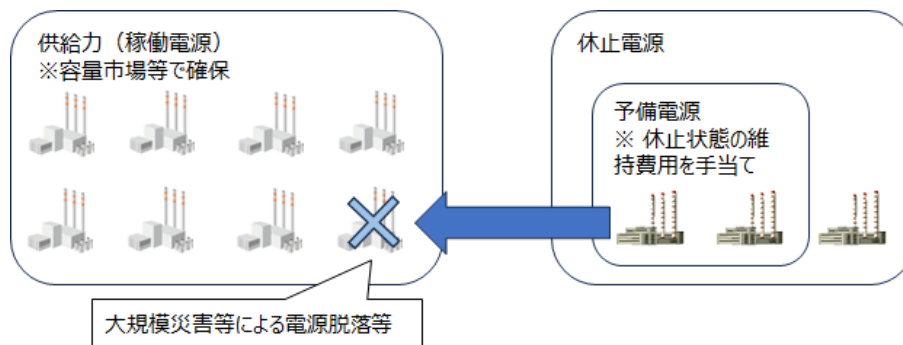 供給力（稼働電源）
※容量市場等で確保
休止電源
予備電源
※ 休止状態の維
持費用を手当て
大規模災害等による電源脱落等